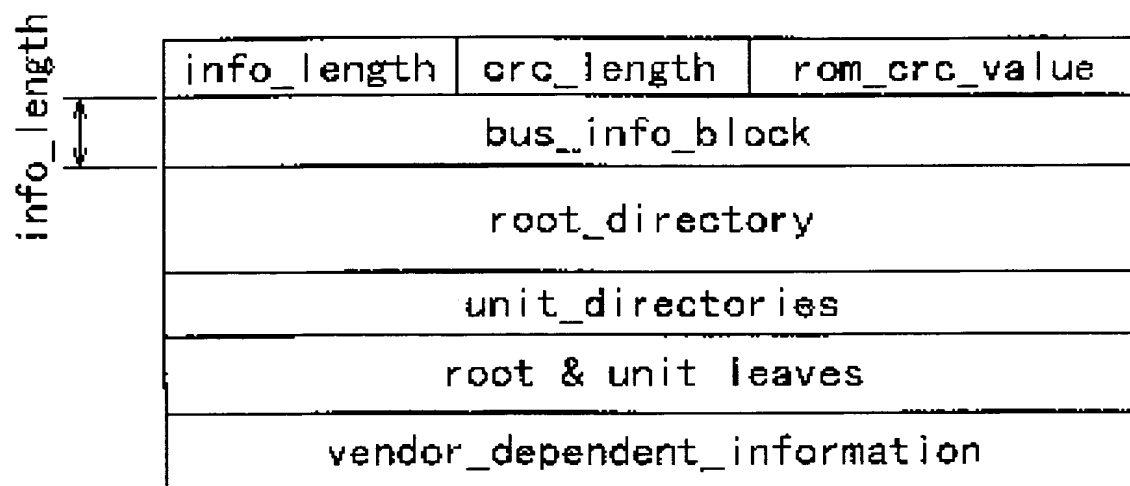 info_length crc_length rom_crc_value
info_length
bus_info_block
root_directory
unit_directories
root & unit leaves
vendor_dependent_information